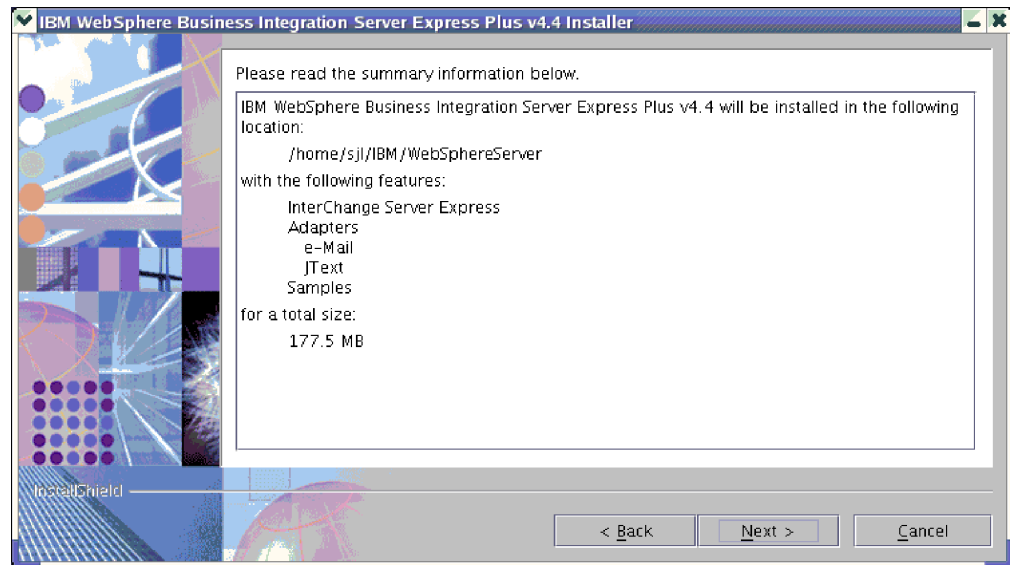 IBM WebSphere Business Integration Server Express Plus v4.4 Installer
Please read the summary information below.
IBM WebSphere Business Integration Server Express Plus v4.4 will be installed in the following
location:
/home/sjl/IBM/WebSphereServer
with the following features:
InterChange Server Express
Adapters
e-Mail
JText
Samples
for a total size:
177.5 MB
InstallShield
< Back
Next >
Cancel